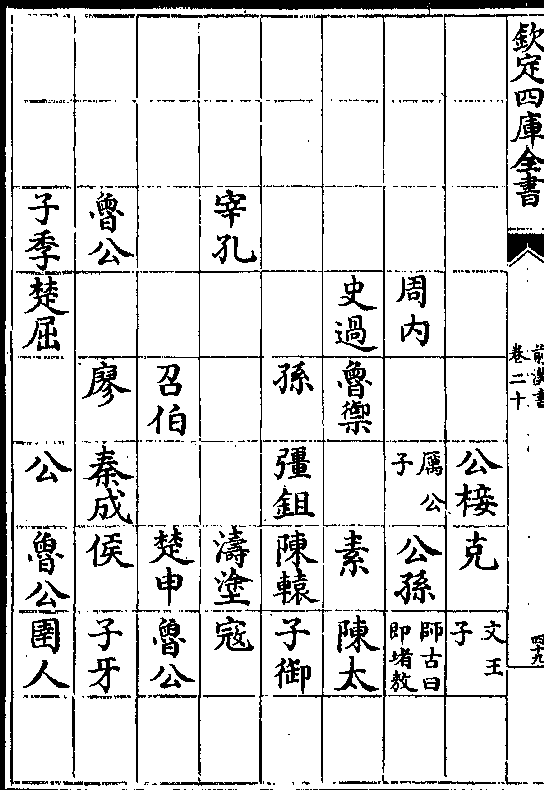 欽定四庫全書
前漢書
卷二十
四十九
公椄
克
文王
子
周内
厲公
子
公孫
師古曰
即堵教
史過
魯禦
素
陳太
孫
彊鉏
陳轅
子御
宰孔
濤塗
寇
召伯
楚申
魯公
魯公
廖
秦成
侯
子牙
子季
楚屈
公
魯公
圉人